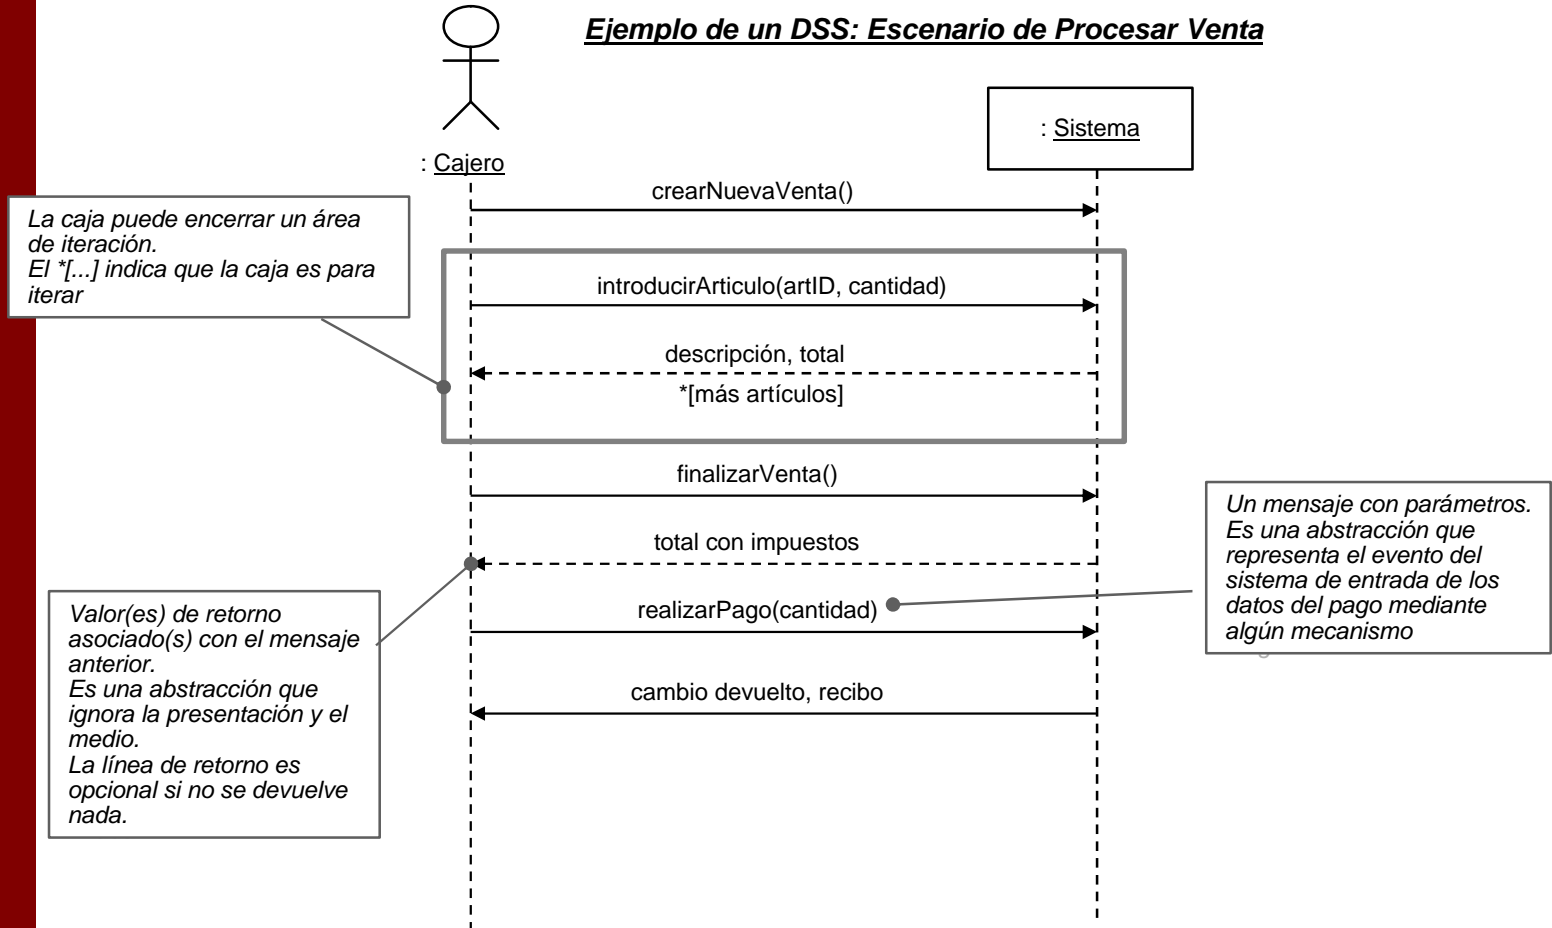 Ejemplo de un DSS: Escenario de Procesar Venta
: Sistema
: Cajero
crearNuevaVenta()
La caja puede encerrar un área
de iteración.
El *[...] indica que la caja es para
iterar
introducirArticulo(artID, cantidad)
descripción, total
*[más artículos]
finalizarVenta()
Un mensaje con parámetros.
Es una abstracción que
representa el evento del
sistema de entrada de los
datos del pago mediante
algún mecanismo
total con impuestos
Valor(es) de retorno
asociado(s) con el mensaje
anterior.
Es una abstracción que
ignora la presentación y el
medio.
La línea de retorno es
opcional si no se devuelve
nada.
realizarPago(cantidad)
cambio devuelto, recibo